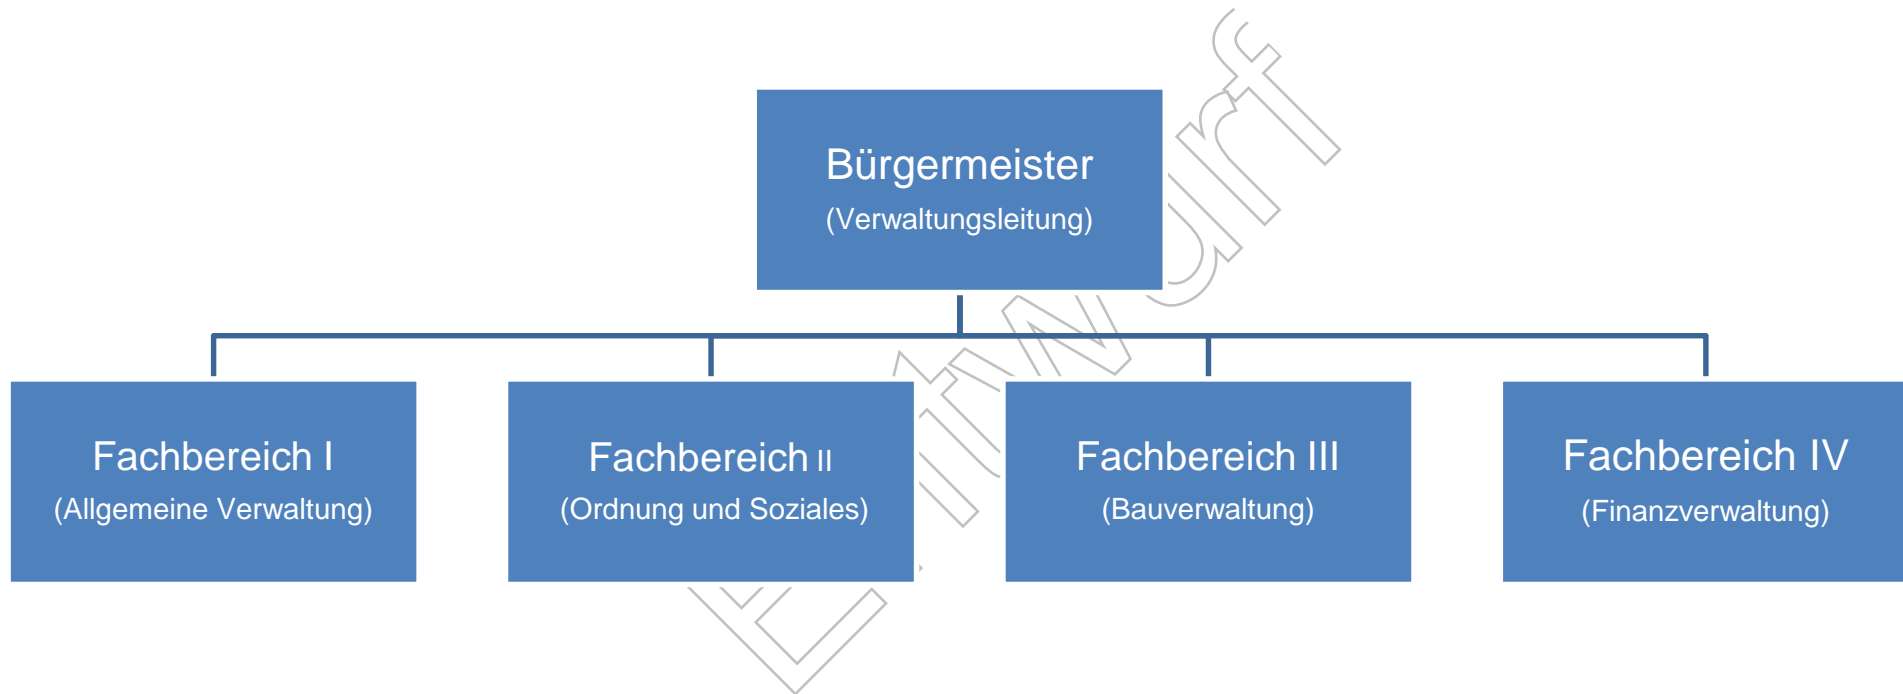 Bürgermeister
(Verwaltungsleitung)
Fachbereich I
(Allgemeine Verwaltung)
Fachbereich II
(Ordnung und Soziales)
Fachbereich III
(Bauverwaltung)
Fachbereich IV
(Finanzverwaltung)
Entwurf